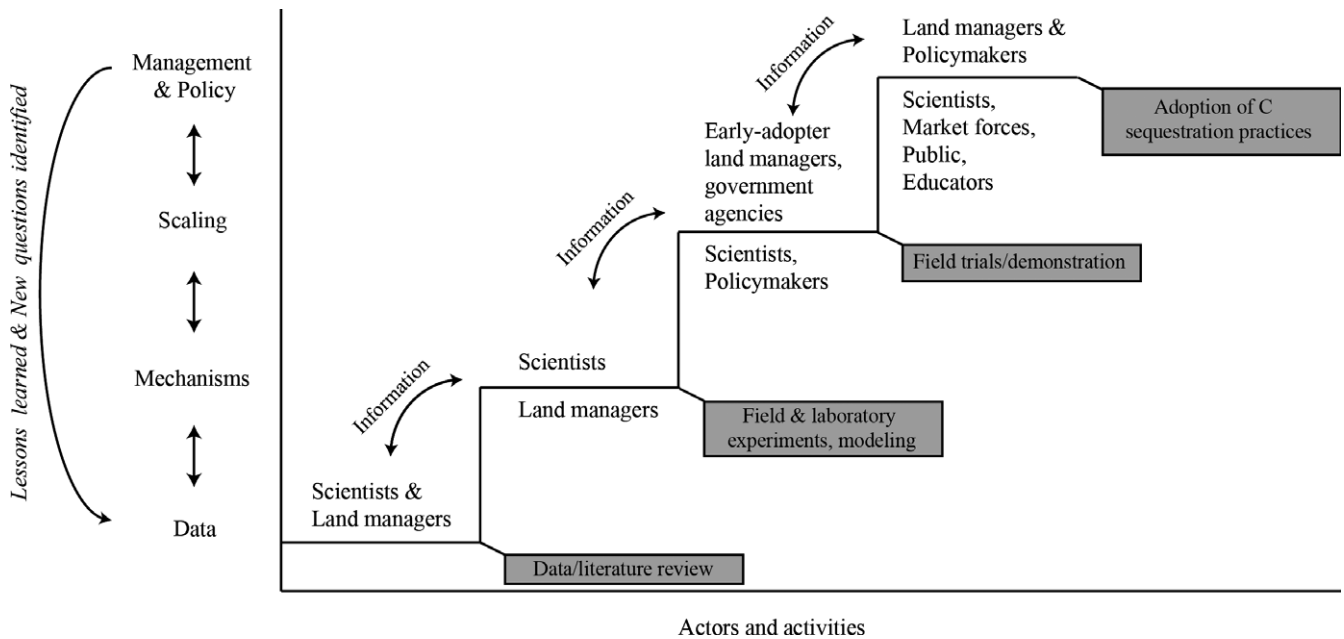 Lessons learned & New questions identified
Management
& Policy
Scaling
Mechanisms
Data
Scientists &
Land managers
Data/literature review
Information
Scientists
Land managers
Field & laboratory
experiments, modeling
Information
Early-adopter
land managers,
government
agencies
Scientists,
Policymakers
Field trials/demonstration
Information
Land managers &
Policymakers
Scientists,
Market forces,
Public,
Educators
Adoption of C
sequestration practices
Actors and activities